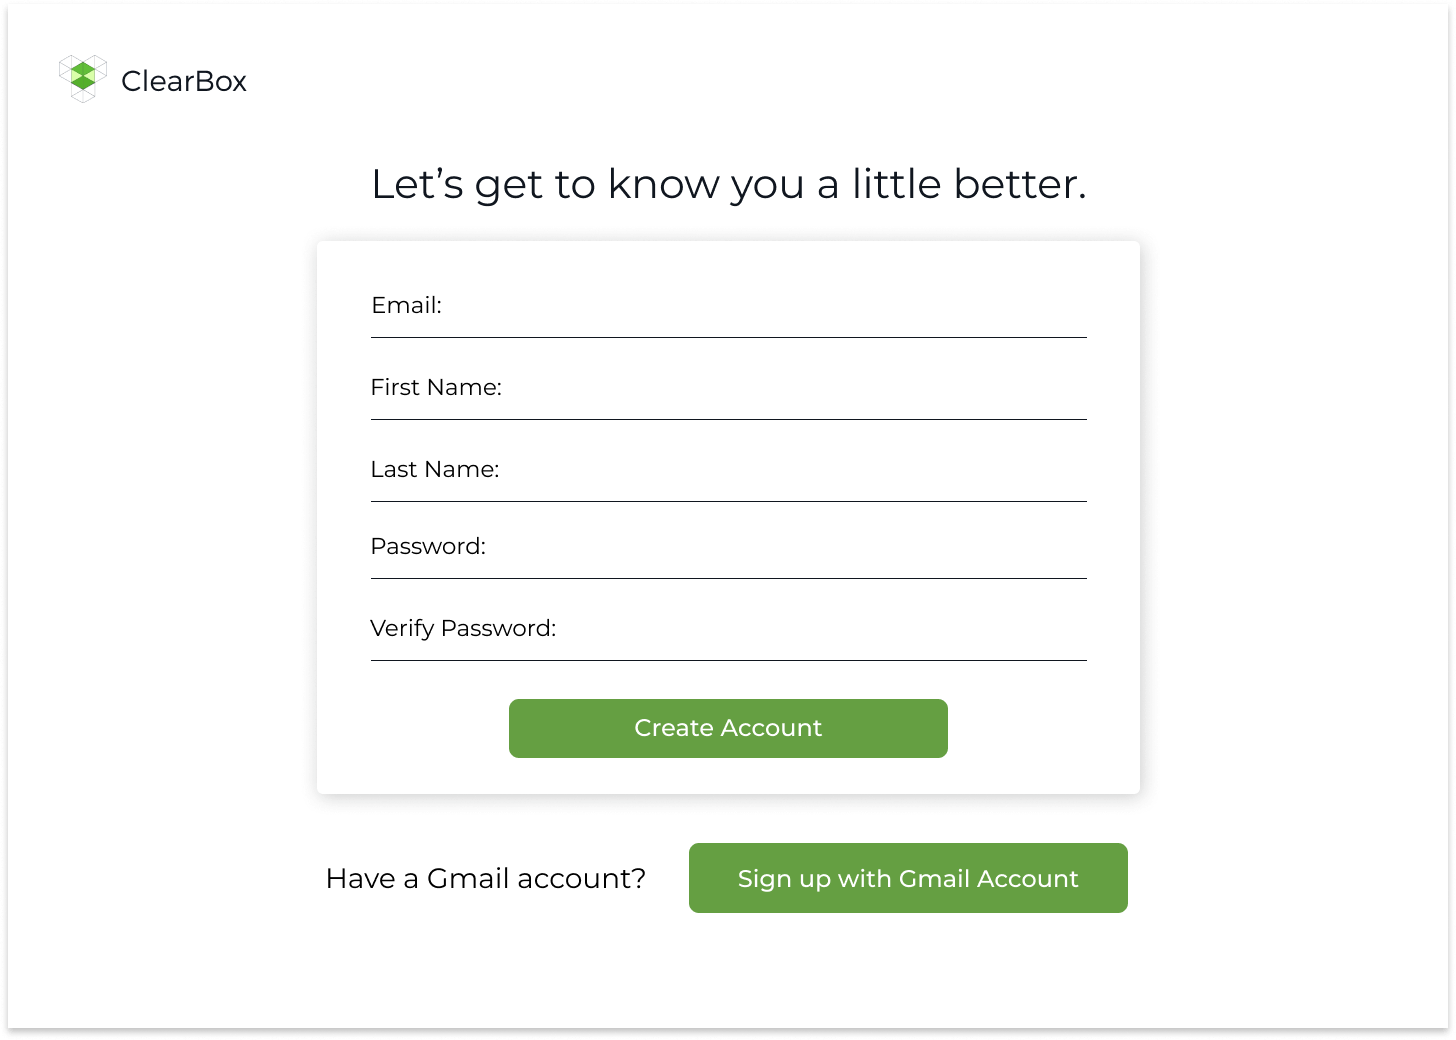 ClearBox
Let’s get to know you a little better.
Email:
First Name:
Last Name:
Password:
Verify Password:
Create Account
Have a Gmail account?
Sign up with Gmail Account